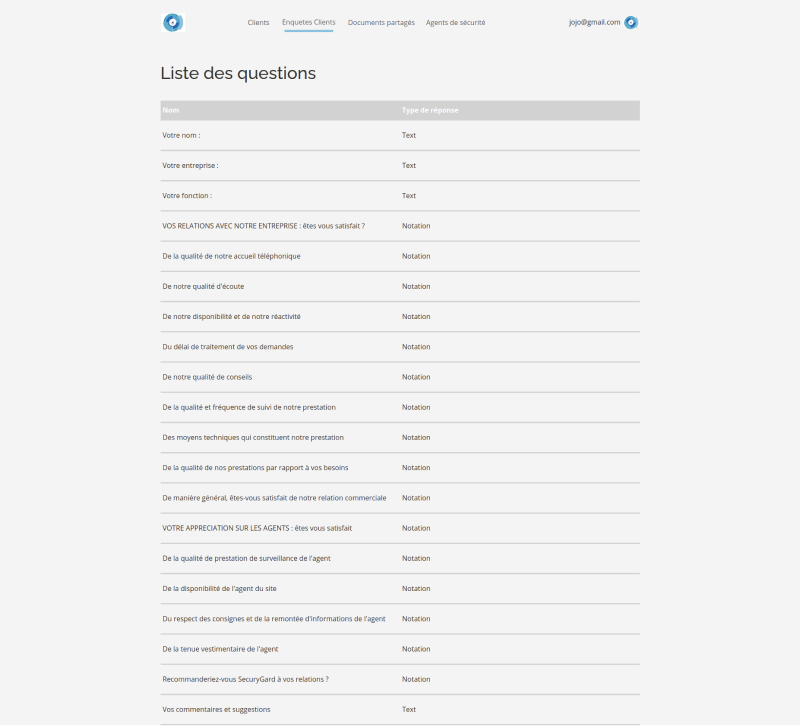 Clients Enquetes Clients Documents partagés Agents de sécurité jojo@gmail.com
Liste des questions
Nom Type de réponse
Votre nom : Text
Votre entreprise : Text
Votre fonction : Text
VOS RELATIONS AVEC NOTRE ENTREPRISE : êtes vous satisfait ? Notation
De la qualité de notre accueil téléphonique Notation
De notre qualité d'écoute Notation
De notre disponibilité et de notre réactivité Notation
Du délai de traitement de vos demandes Notation
De notre qualité de conseils Notation
De la qualité et fréquence de suivi de notre prestation Notation
Des moyens techniques qui constituent notre prestation Notation
De la qualité de nos prestations par rapport à vos besoins Notation
De manière général, êtes-vous satisfait de notre relation commerciale Notation
VOTRE APPRECIATION SUR LES AGENTS : êtes vous satisfait Notation
De la qualité de prestation de surveillance de l'agent Notation
De la disponibilité de l'agent du site Notation
Du respect des consignes et de la remontée d'informations de l'agent Notation
De la tenue vestimentaire de l'agent Notation
Recommanderiez-vous SecuryGard à vos relations ? Notation
Vos commentaires et suggestions Text